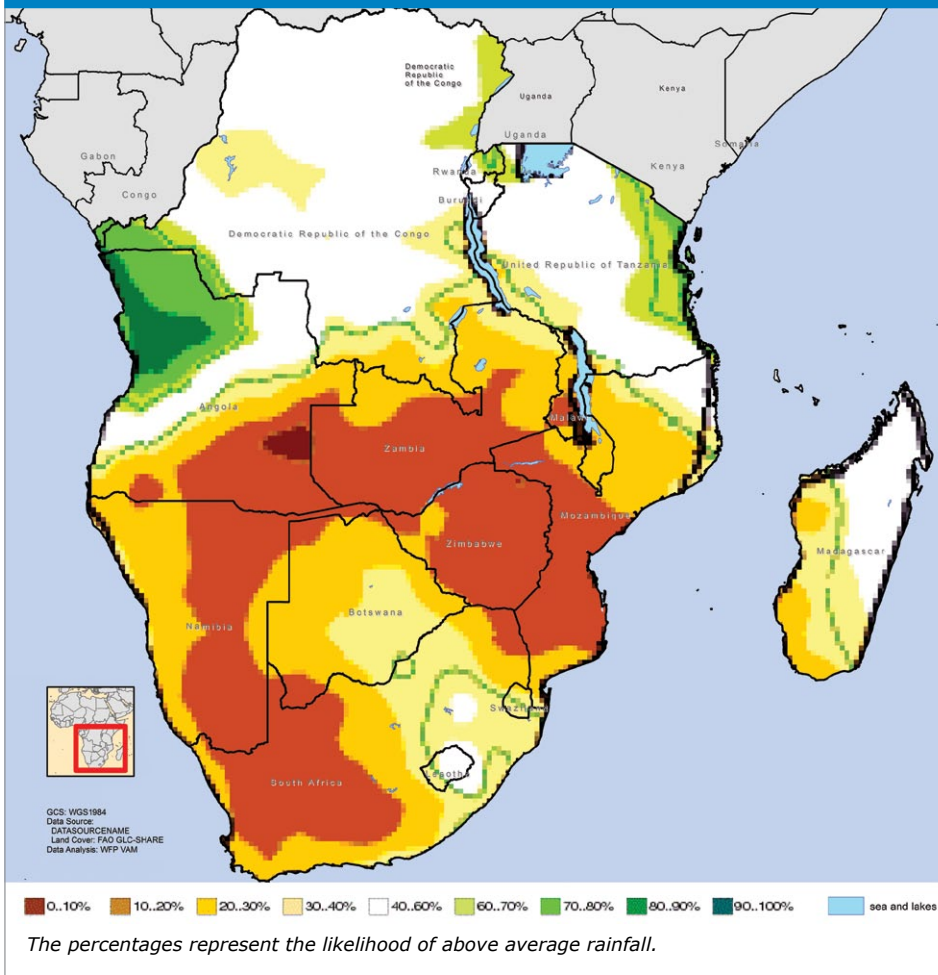 Democratic
Republic
of the Congo
Uganda
Kenya
Uganda
Somalia
Gabon
Kenya
Rwanda
Congo
Burundi
Democratic Republic of the Congo
United Republic of Tanzania
Angola
Malawi
Zambia
Mozambique
Zimbabwe
Madagascar
Botswana
Namibia
Swaziland
Lesotho
South Africa
GCS: WGS1984
Data Source:
DATASOURCENAME
Land Cover: FAO GLC-SHARE
Data Analysis: WFP VAM
0..10% 10..20% 20..30% 30..40% 40..60% 60..70% 70..80% 80..90% 90..100% sea and lakes
The percentages represent the likelihood of above average rainfall.